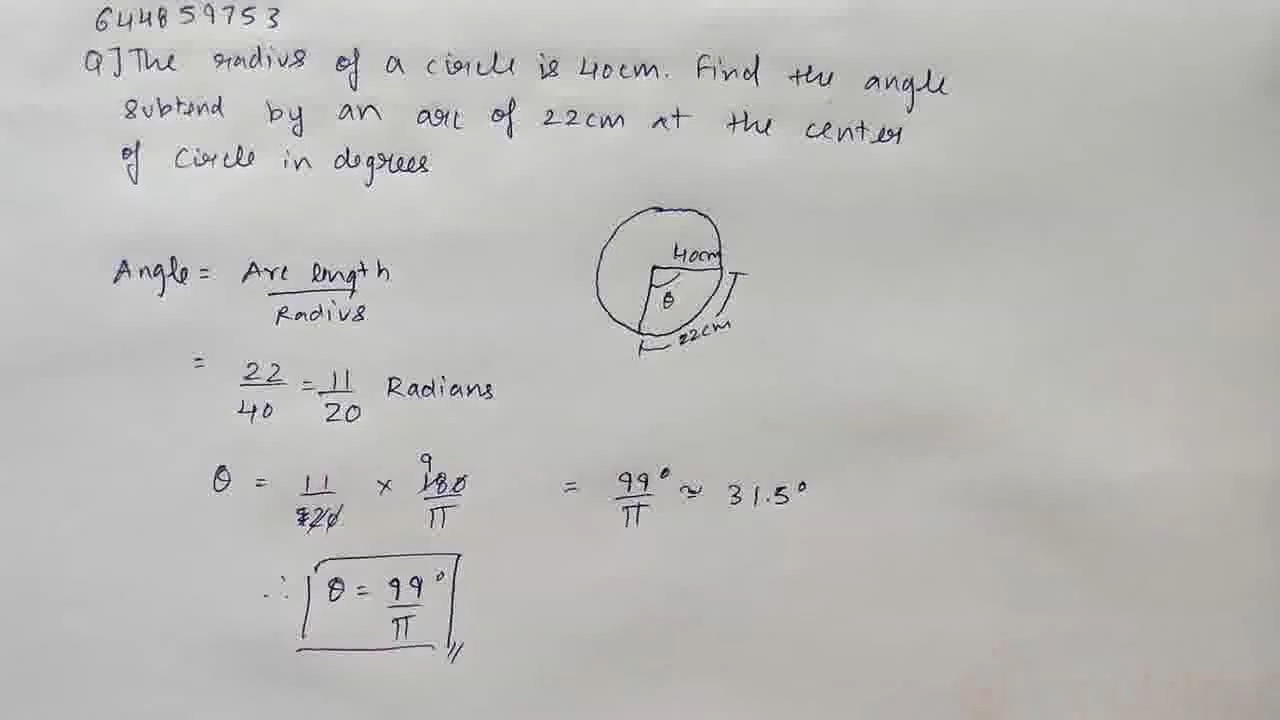 644859753
Q] The radius of a circle is 40cm. Find the angle
subtend by an arc of 22cm at the center
of Circle in degrees
Angle = Arc length
Radius
40cm
θ
22cm
= 22/40 = 11/20 Radians
θ = 11/20 × 180/π = 99°/π ≈ 31.5°
9
∴ θ = 99°/π